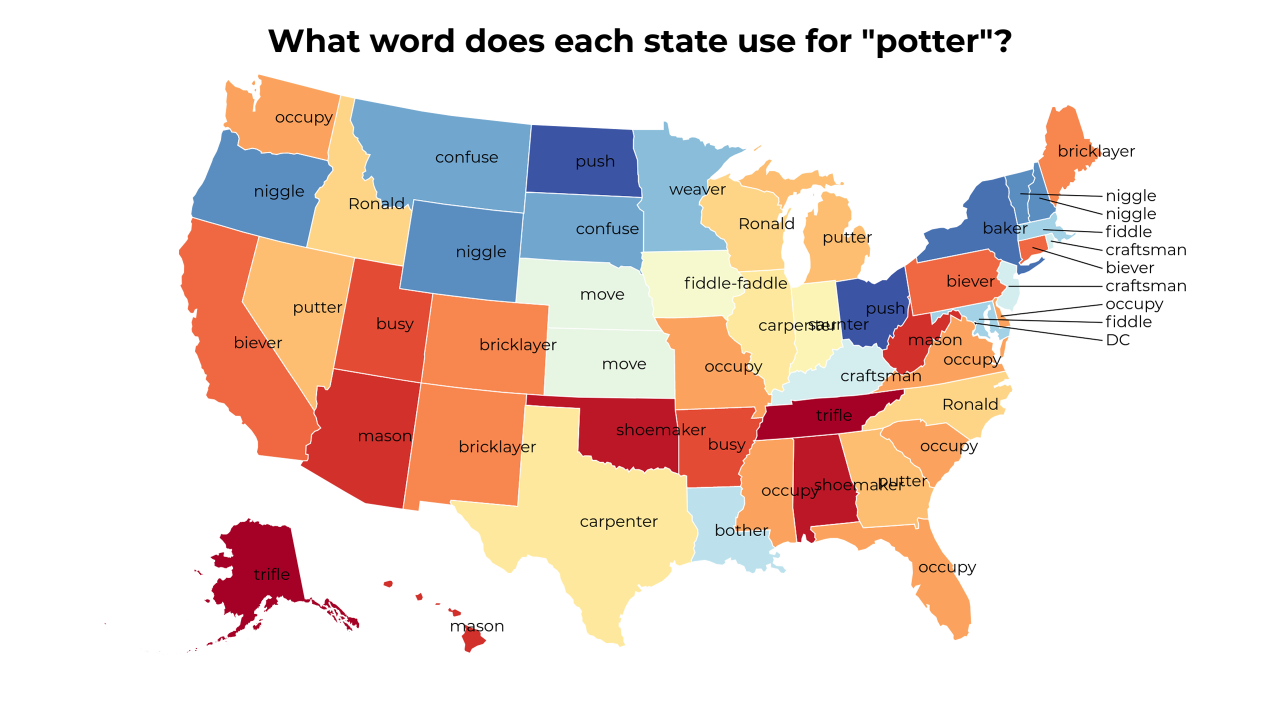 What word does each state use for "potter"?
occupy
confuse
push
bricklayer
weaver
niggle
Ronald
niggle
niggle
niggle
Ronald
confuse
baker
fiddle
putter
craftsman
niggle
biever
fiddle-faddle
biever
craftsman
move
putter
push
occupy
busy
carpenter
saunter
fiddle
mason
DC
biever
bricklayer
occupy
move
occupy
craftsman
Ronald
trifle
mason
shoemaker
bricklayer
busy
occupy
occupy
shoemaker
putter
carpenter
bother
occupy
trifle
mason